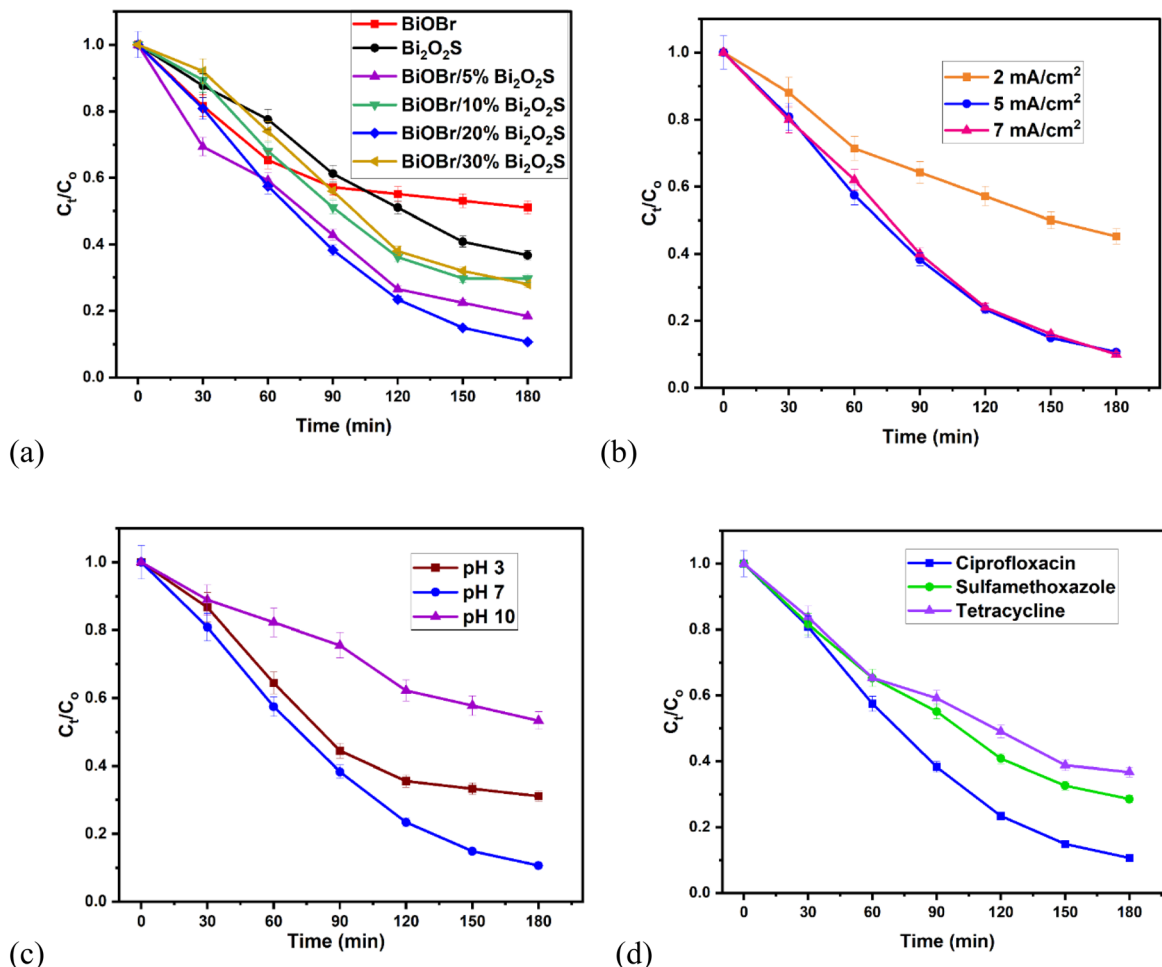 BiOBr
Bi₂O₂S
BiOBr/5% Bi₂O₂S
BiOBr/10% Bi₂O₂S
BiOBr/20% Bi₂O₂S
BiOBr/30% Bi₂O₂S
1.0
0.8
0.6
0.4
0.2
0.0
Cₜ/Cₒ
0 30 60 90 120 150 180
Time (min)
(a)
2 mA/cm²
5 mA/cm²
7 mA/cm²
1.0
0.8
0.6
0.4
0.2
0.0
Cₜ/Cₒ
0 30 60 90 120 150 180
Time (min)
(b)
pH 3
pH 7
pH 10
1.0
0.8
0.6
0.4
0.2
0.0
Cₜ/Cₒ
0 30 60 90 120 150 180
Time (min)
(c)
Ciprofloxacin
Sulfamethoxazole
Tetracycline
1.0
0.8
0.6
0.4
0.2
0.0
Cₜ/Cₒ
0 30 60 90 120 150 180
Time (min)
(d)